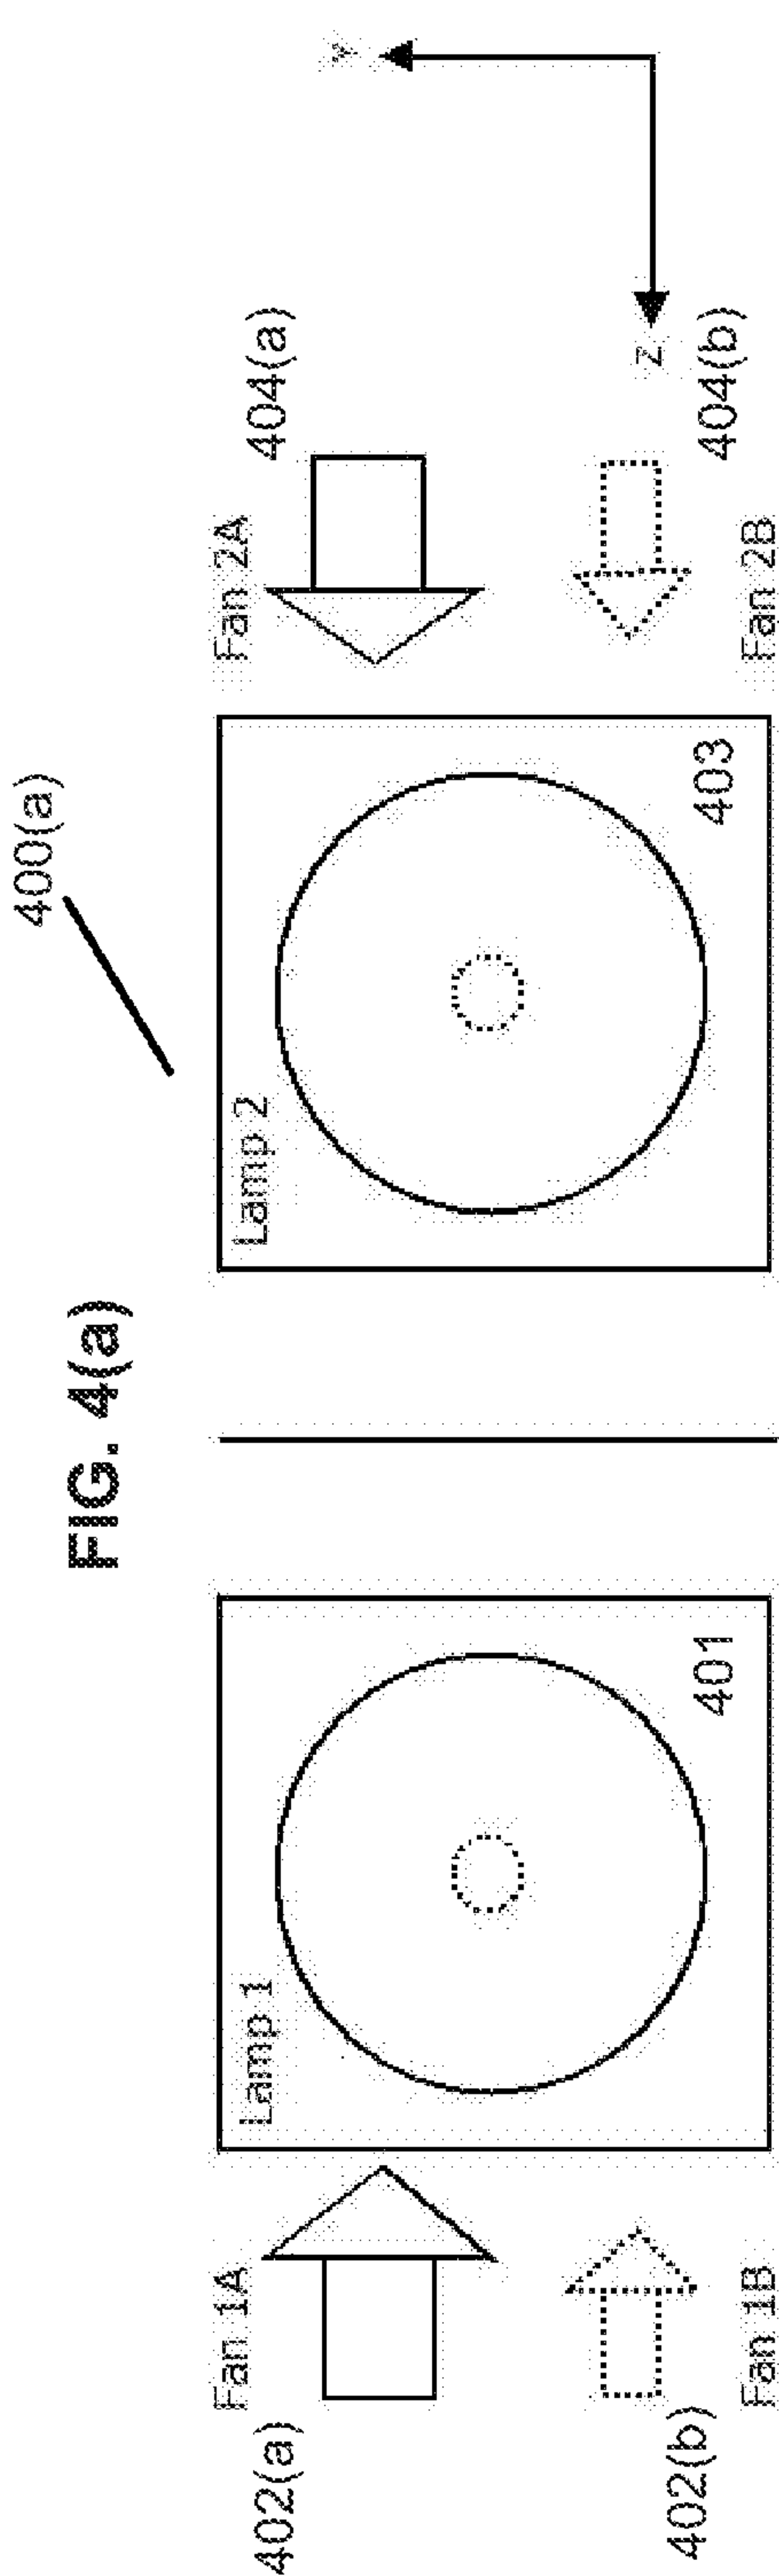 400(a)
FIG. 4(a)
Fan 1A
402(a)
Lamp 1
Lamp 2
Fan 2A
404(a)
Y
Z
402(b)
401
403
404(b)
Fan 1B
Fan 2B